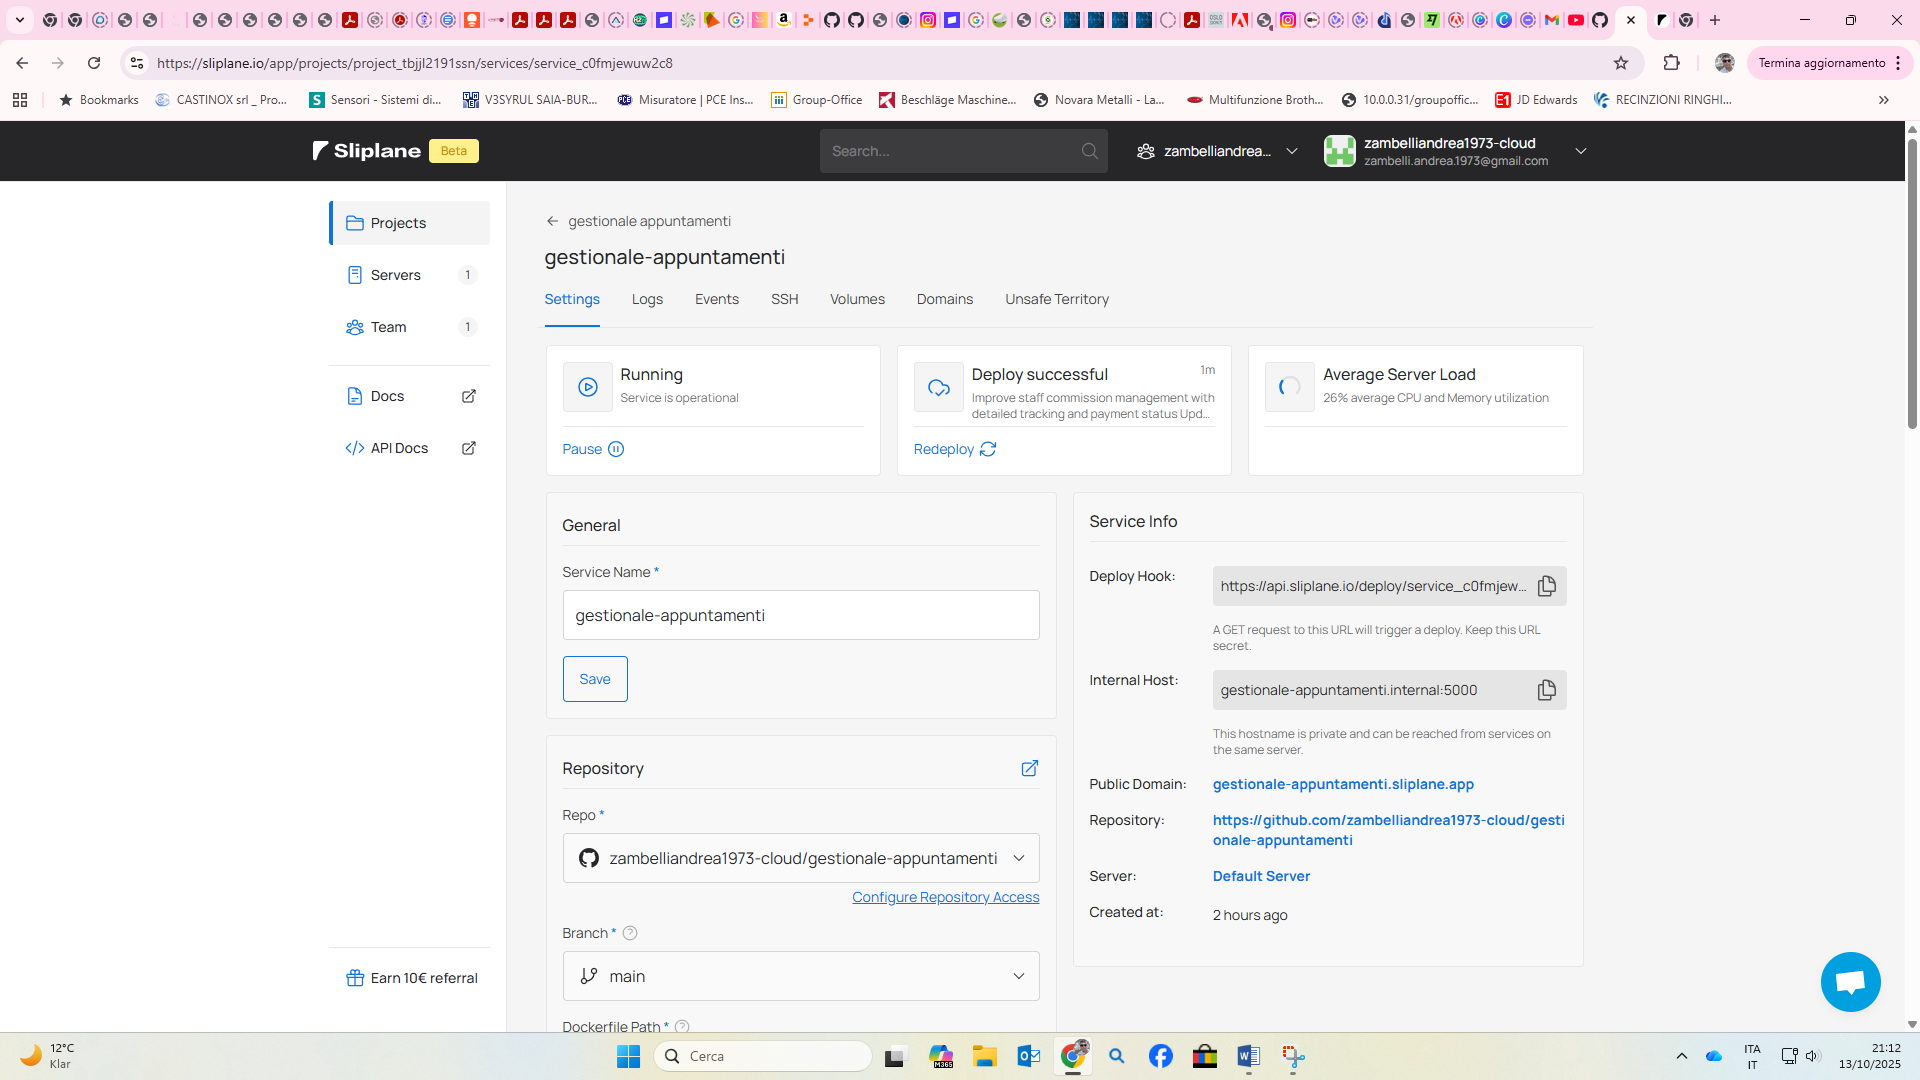 https://sliplane.io/app/projects/project_tbjjl2191ssn/services/service_c0fmjewuw2c8
Termina aggiornamento
Bookmarks
CASTINOX srl _ Pro...
Sensori - Sistemi di...
V3SYRUL SAIA-BUR...
Misuratore | PCE Ins...
Group-Office
Beschläge Maschine...
Novara Metalli - La...
Multifunzione Broth...
10.0.0.31/groupoffic...
JD Edwards
RECINZIONI RINGHI...
Sliplane
Beta
Search...
zambelliandrea...
zambelliandrea1973-cloud
zambelli.andrea.1973@gmail.com
Projects
Servers
1
Team
1
Docs
API Docs
Earn 10€ referral
gestionale appuntamenti
gestionale-appuntamenti
Settings
Logs
Events
SSH
Volumes
Domains
Unsafe Territory
Running
Service is operational
Pause
Deploy successful
1m
Improve staff commission management with
detailed tracking and payment status Upd...
Redeploy
Average Server Load
26% average CPU and Memory utilization
General
Service Name *
gestionale-appuntamenti
Save
Repository
Repo *
zambelliandrea1973-cloud/gestionale-appuntamenti
Configure Repository Access
Branch *
main
Dockerfile Path *
Service Info
Deploy Hook:
https://api.sliplane.io/deploy/service_c0fmjew...
A GET request to this URL will trigger a deploy. Keep this URL
secret.
Internal Host:
gestionale-appuntamenti.internal:5000
This hostname is private and can be reached from services on
the same server.
Public Domain:
gestionale-appuntamenti.sliplane.app
Repository:
https://github.com/zambelliandrea1973-cloud/gesti
onale-appuntamenti
Server:
Default Server
Created at:
2 hours ago
12°C
Klar
Cerca
ITA
IT
21:12
13/10/2025